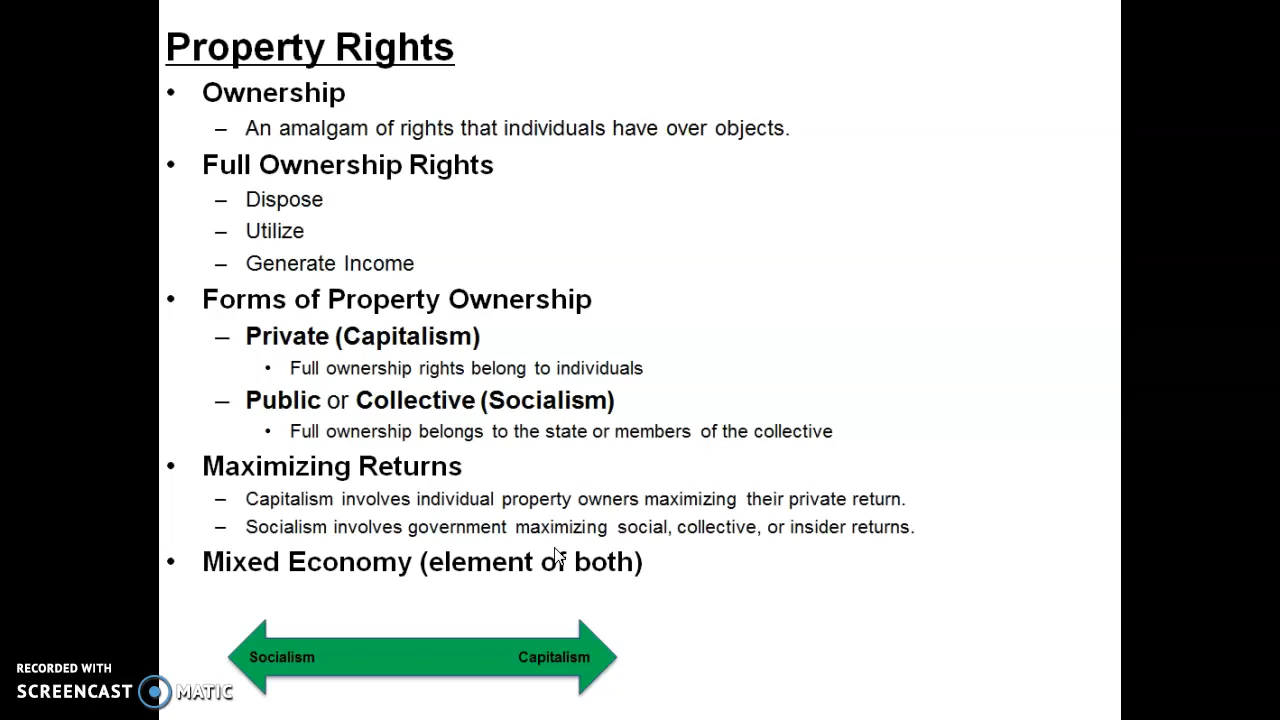 Property Rights
• Ownership
– An amalgam of rights that individuals have over objects.
• Full Ownership Rights
– Dispose
– Utilize
– Generate Income
• Forms of Property Ownership
– Private (Capitalism)
• Full ownership rights belong to individuals
– Public or Collective (Socialism)
• Full ownership belongs to the state or members of the collective
• Maximizing Returns
– Capitalism involves individual property owners maximizing their private return.
– Socialism involves government maximizing social, collective, or insider returns.
• Mixed Economy (element of both)
Socialism Capitalism
RECORDED WITH
SCREENCAST MATIC